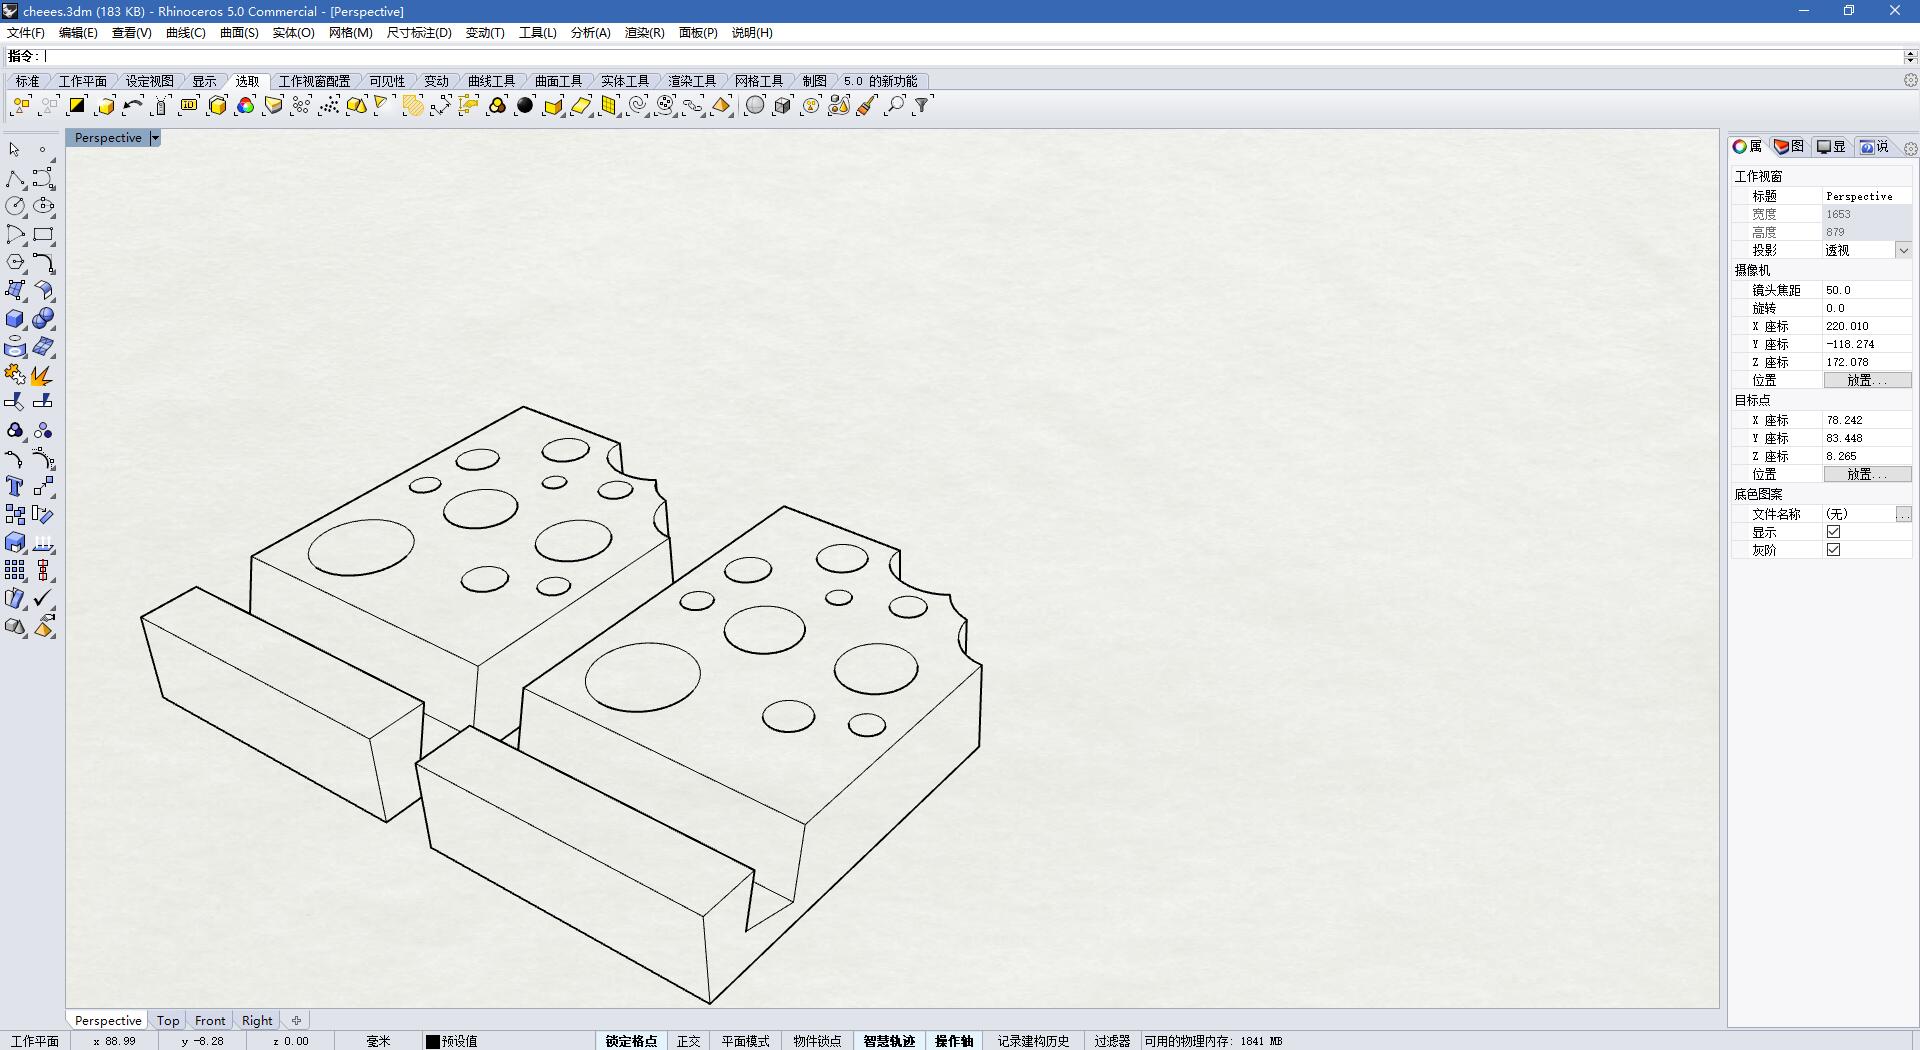 cheees.3dm (183 KB) - Rhinoceros 5.0 Commercial - [Perspective]
文件(F) 编辑(E) 查看(V) 曲线(C) 曲面(S) 实体(O) 网格(M) 尺寸标注(D) 变动(T) 工具(L) 分析(A) 渲染(R) 面板(P) 说明(H)
指令:
标准 工作平面 设定视图 显示 选取 工作视窗配置 可见性 变动 曲线工具 曲面工具 实体工具 渲染工具 网格工具 制图 5.0 的新功能
Perspective
属 图 显 说
工作视窗
标题 Perspective
宽度 1653
高度 879
投影 透视
摄像机
镜头焦距 50.0
旋转 0.0
X 座标 220.010
Y 座标 -118.274
Z 座标 172.078
位置 放置...
目标点
X 座标 78.242
Y 座标 83.448
Z 座标 8.265
位置 放置...
底色图案
文件名称 (无) ...
显示
灰阶
Perspective Top Front Right
工作平面 x 88.99 y -8.28 z 0.00 毫米 预设值 锁定格点 正交 平面模式 物件锁点 智慧轨迹 操作轴 记录建构历史 过滤器 可用的物理内存: 1841 MB